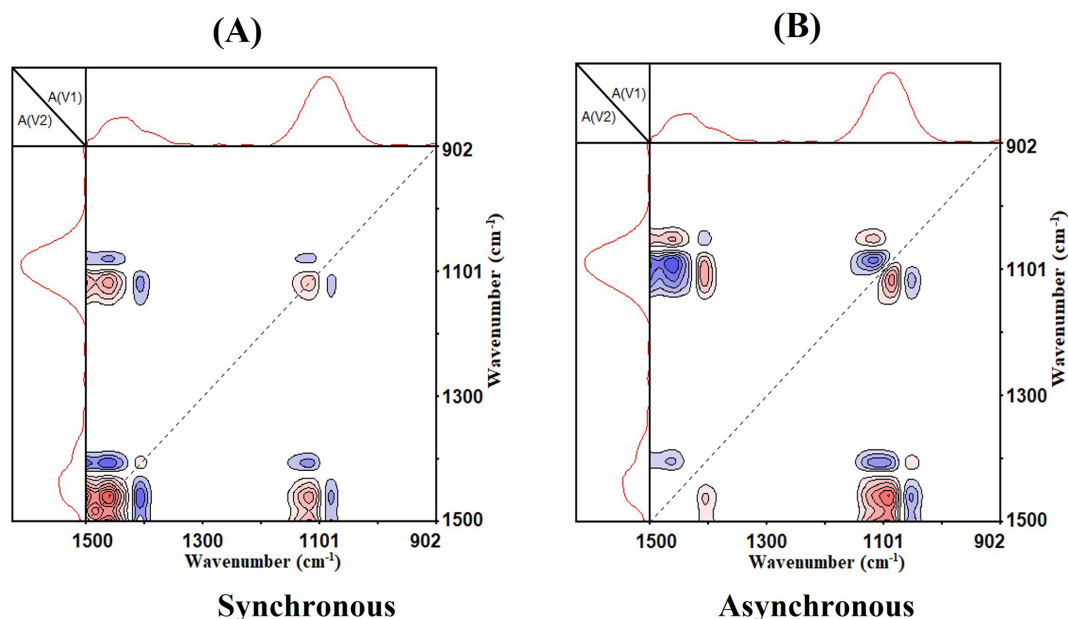 (A)
(B)
A(V1)
A(V2)
902
1101
1300
1500
Wavenumber (cm⁻¹)
1500 1300 1101 902
Wavenumber (cm⁻¹)
Synchronous
A(V1)
A(V2)
902
1101
1300
1500
Wavenumber (cm⁻¹)
1500 1300 1101 902
Wavenumber (cm⁻¹)
Asynchronous